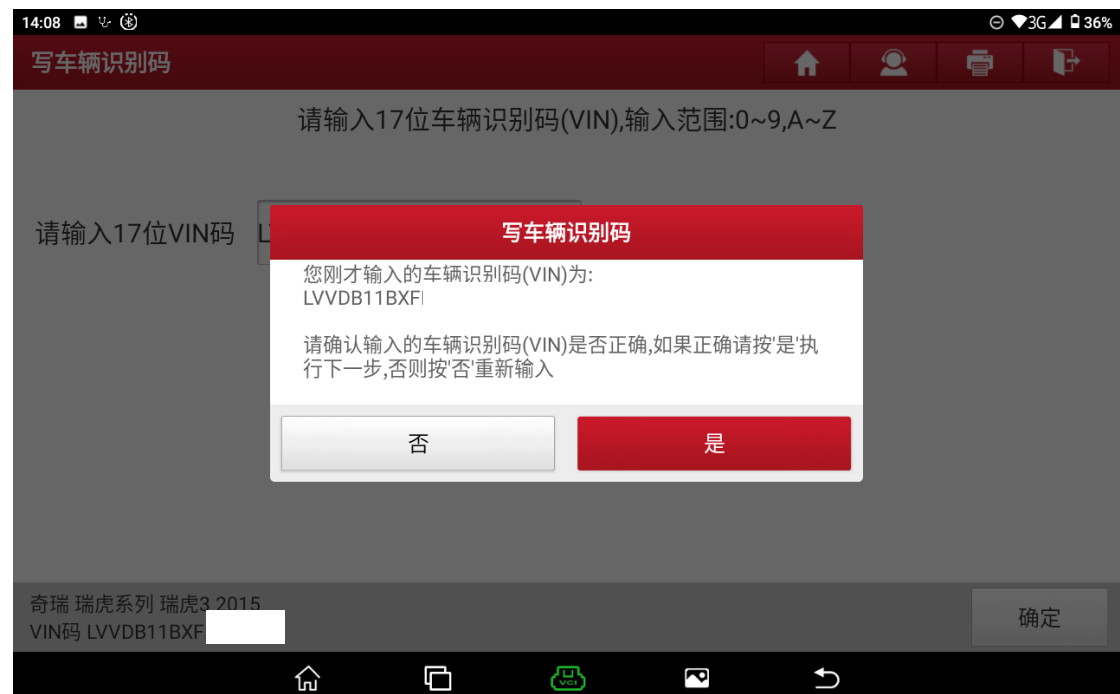 14:08
3G 36%
写车辆识别码
请输入17位车辆识别码(VIN),输入范围:0~9,A~Z
请输入17位VIN码
写车辆识别码
您刚才输入的车辆识别码(VIN)为:
LVVDB11BXF
请确认输入的车辆识别码(VIN)是否正确,如果正确请按'是'执
行下一步,否则按'否'重新输入
否
是
奇瑞 瑞虎系列 瑞虎3 2015
VIN码 LVVDB11BXF
确定
VCI